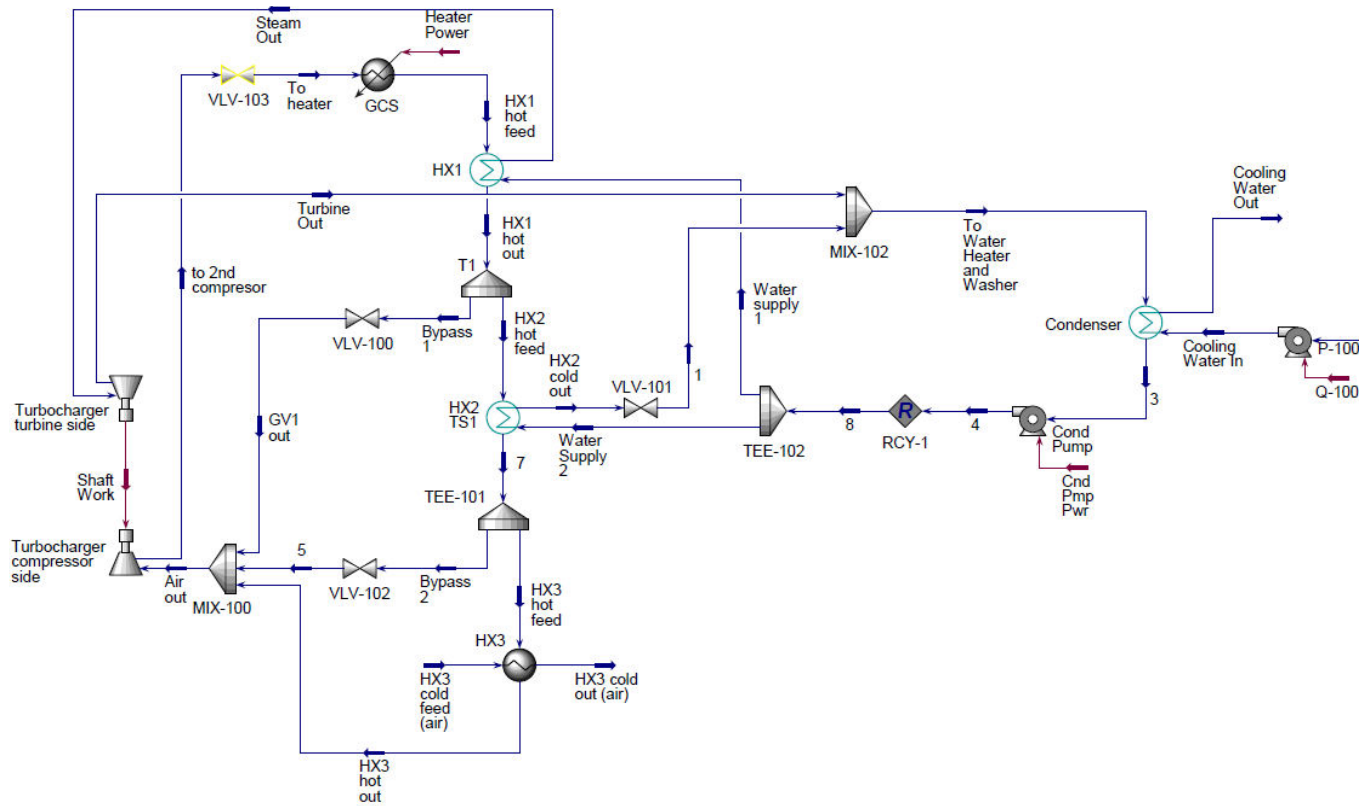 Steam
Out
Heater
Power
VLV-103
To
heater
GCS
HX1
hot
feed
HX1
Turbine
Out
HX1
hot
out
to 2nd
compresor
T1
VLV-100
Bypass
1
HX2
hot
feed
HX2
cold
out
VLV-101
1
Water
supply
1
MIX-102
To
Water
Heater
and
Washer
Cooling
Water
Out
Condenser
Cooling
Water In
P-100
Q-100
3
Turbocharger
turbine side
GV1
out
HX2
TS1
Water
Supply
2
TEE-102
8
RCY-1
4
Cond
Pump
Cnd
Pmp
Pwr
7
Shaft
Work
TEE-101
Turbocharger
compressor
side
Air
out
MIX-100
5
VLV-102
Bypass
2
HX3
hot
feed
HX3
HX3
cold
feed
(air)
HX3 cold
out (air)
HX3
hot
out
R